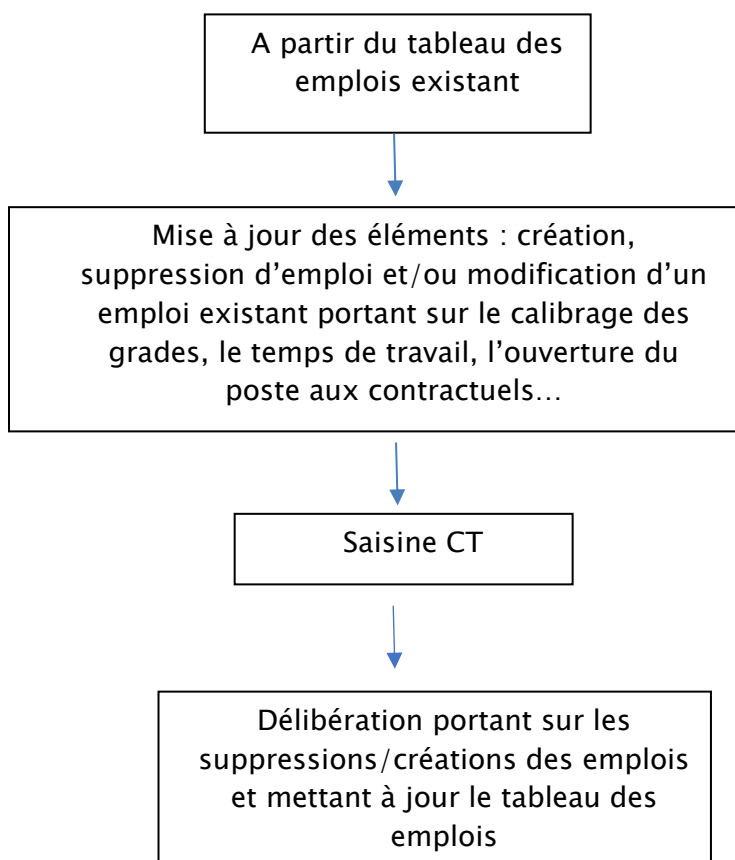 A partir du tableau des
emplois existant
Mise à jour des éléments : création,
suppression d’emploi et/ou modification d’un
emploi existant portant sur le calibrage des
grades, le temps de travail, l’ouverture du
poste aux contractuels…
Saisine CT
Délibération portant sur les
suppressions/créations des emplois
et mettant à jour le tableau des
emplois